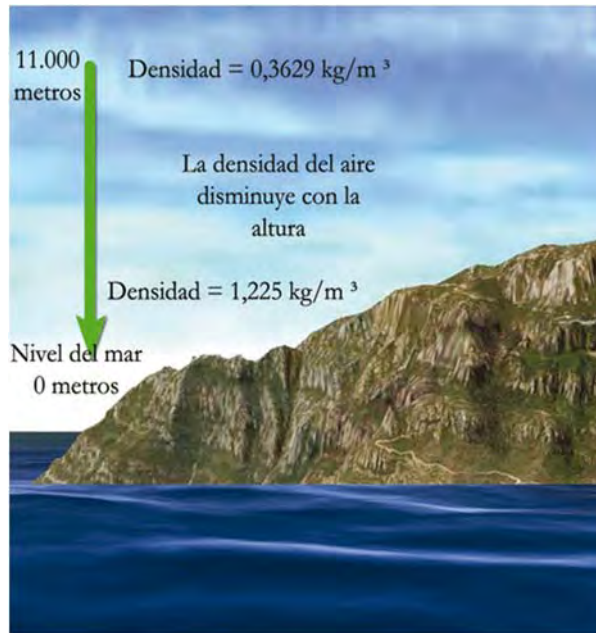 11.000
metros
Densidad = 0,3629 kg/m ³
La densidad del aire
disminuye con la
altura
Densidad = 1,225 kg/m ³
Nivel del mar
0 metros